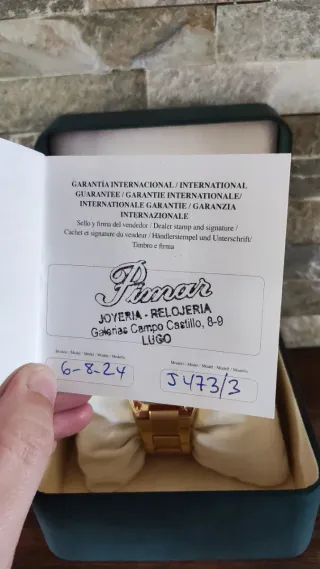 GARANTÍA INTERNACIONAL / INTERNATIONAL
GUARANTEE / GARANTIE INTERNATIONALE/
INTERNATIONALE GARANTIE / GARANZIA
INTERNAZIONALE
Sello y firma del vendedor / Dealer stamp and signature /
Cachet et signature du vendeur / Händlerstempel und Unterschrift/
Timbro e firma
Pimar
JOYERIA - RELOJERIA
Galerias Campo Castillo, 8-9
LUGO
6-8-24
J473/3